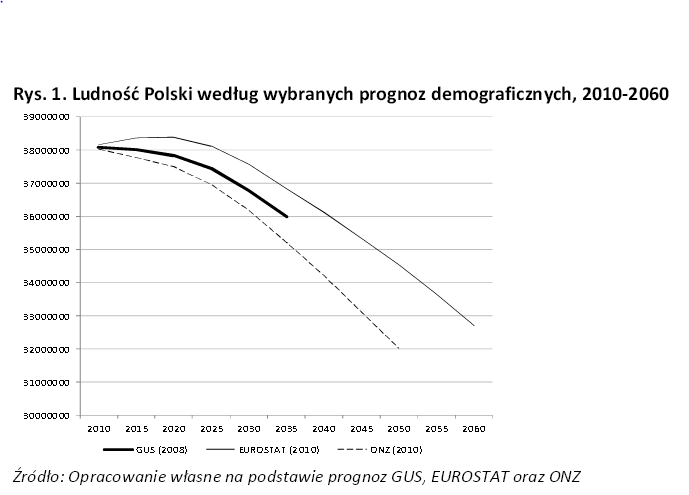 Rys. 1. Ludność Polski według wybranych prognoz demograficznych, 2010-2060
39000000
38000000
37000000
36000000
35000000
34000000
33000000
32000000
31000000
30000000
2010 2015 2020 2025 2030 2035 2040 2045 2050 2055 2060
GUS (2008) EUROSTAT (2010) ONZ (2010)
Źródło: Opracowanie własne na podstawie prognoz GUS, EUROSTAT oraz ONZ